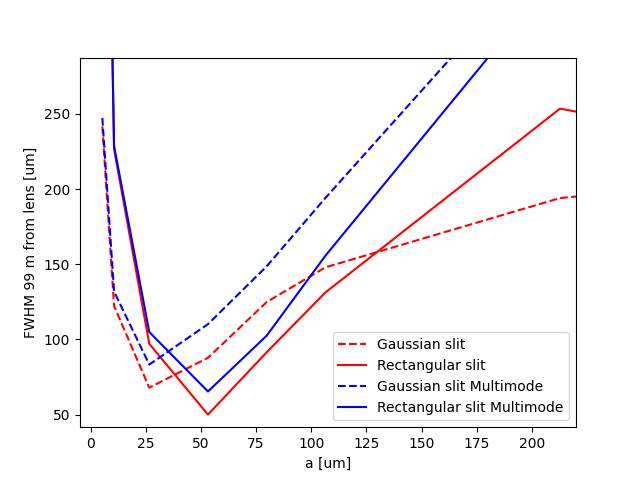 250
200
150
100
50
FWHM 99 m from lens [um]
Gaussian slit
Rectangular slit
Gaussian slit Multimode
Rectangular slit Multimode
0 25 50 75 100 125 150 175 200
a [um]